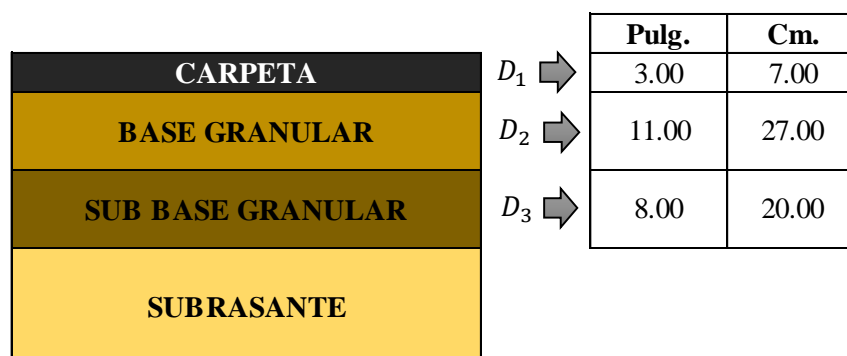 Pulg. Cm.
CARPETA D₁ 3.00 7.00
BASE GRANULAR D₂ 11.00 27.00
SUB BASE GRANULAR D₃ 8.00 20.00
SUBRASANTE